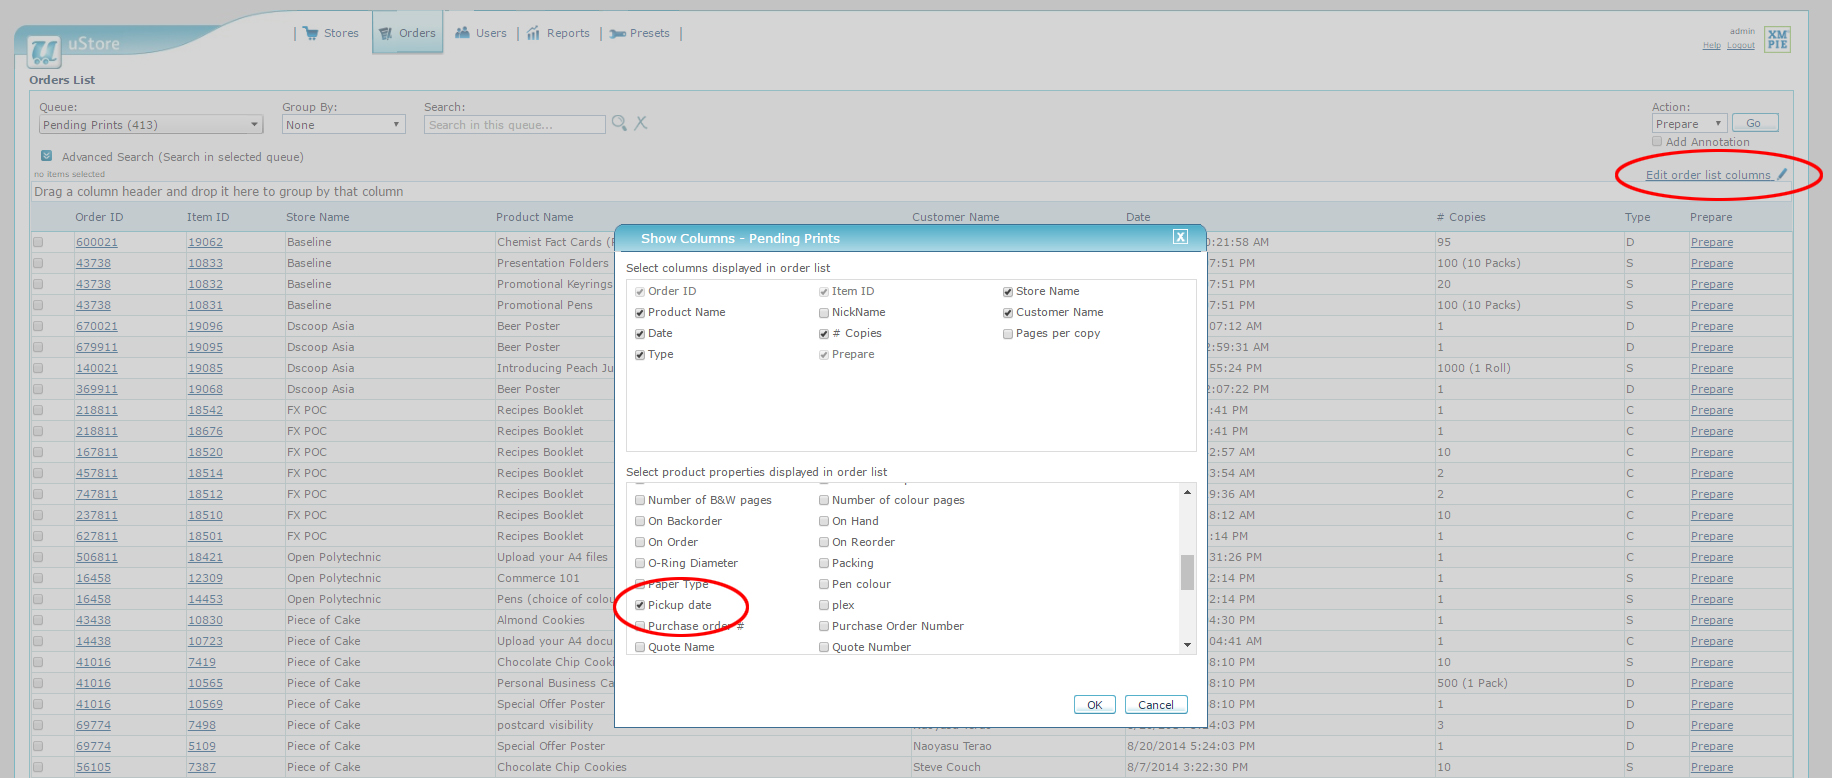 Stores
Orders
Users
Reports
Presets
admin
Help Logout
XM PIE
uStore
Orders List
Queue:
Group By:
Search:
Action:
Pending Prints (413)
None
Search in this queue...
Prepare
Go
Add Annotation
Advanced Search (Search in selected queue)
no items selected
Edit order list columns
Drag a column header and drop it here to group by that column
Order ID Item ID Store Name Product Name Customer Name Date # Copies Type Prepare
600021 19062 Baseline Chemist Fact Cards 0:21:58 AM 95 D Prepare
43738 10833 Baseline Presentation Folders 7:51 PM 100 (10 Packs) S Prepare
43738 10832 Baseline Promotional Keyrings 7:51 PM 20 S Prepare
43738 10831 Baseline Promotional Pens 7:51 PM 100 (10 Packs) S Prepare
670021 19096 Dscoop Asia Beer Poster :07:12 AM 1 D Prepare
679911 19095 Dscoop Asia Beer Poster 2:59:31 AM 1 D Prepare
140021 19085 Dscoop Asia Introducing Peach Ju :55:24 PM 1000 (1 Roll) S Prepare
369911 19068 Dscoop Asia Beer Poster 2:07:22 PM 1 D Prepare
218811 18542 FX POC Recipes Booklet :41 PM 1 C Prepare
218811 18676 FX POC Recipes Booklet :41 PM 1 C Prepare
167811 18520 FX POC Recipes Booklet 2:57 AM 10 C Prepare
457811 18514 FX POC Recipes Booklet 3:54 AM 2 C Prepare
747811 18512 FX POC Recipes Booklet 9:36 AM 2 C Prepare
237811 18510 FX POC Recipes Booklet 8:12 AM 10 C Prepare
627811 18501 FX POC Recipes Booklet :14 PM 1 C Prepare
506811 18421 Open Polytechnic Upload your A4 files 31:26 PM 1 C Prepare
16458 12309 Open Polytechnic Commerce 101 2:14 PM 1 S Prepare
16458 14453 Open Polytechnic Pens (choice of colou 2:14 PM 1 S Prepare
43438 10830 Piece of Cake Almond Cookies 4:30 PM 1 S Prepare
14438 10723 Piece of Cake Upload your A4 docu 04:41 AM 1 C Prepare
41016 7419 Piece of Cake Chocolate Chip Cooki 8:10 PM 10 S Prepare
41016 10565 Piece of Cake Personal Business Ca 8:10 PM 500 (1 Pack) D Prepare
41016 10569 Piece of Cake Special Offer Poster 8:10 PM 1 D Prepare
69774 7498 Piece of Cake postcard visibility 4:03 PM 3 D Prepare
69774 5109 Piece of Cake Special Offer Poster Naoyasu Terao 8/20/2014 5:24:03 PM 1 D Prepare
56105 7387 Piece of Cake Chocolate Chip Cookies Steve Couch 8/7/2014 3:22:30 PM 10 S Prepare
Show Columns - Pending Prints X
Select columns displayed in order list
Order ID Item ID Store Name
Product Name NickName Customer Name
Date # Copies Pages per copy
Type Prepare
Select product properties displayed in order list
Number of B&W pages Number of colour pages
On Backorder On Hand
On Order On Reorder
O-Ring Diameter Packing
Paper Type Pen colour
Pickup date plex
Purchase order # Purchase Order Number
Quote Name Quote Number
OK Cancel